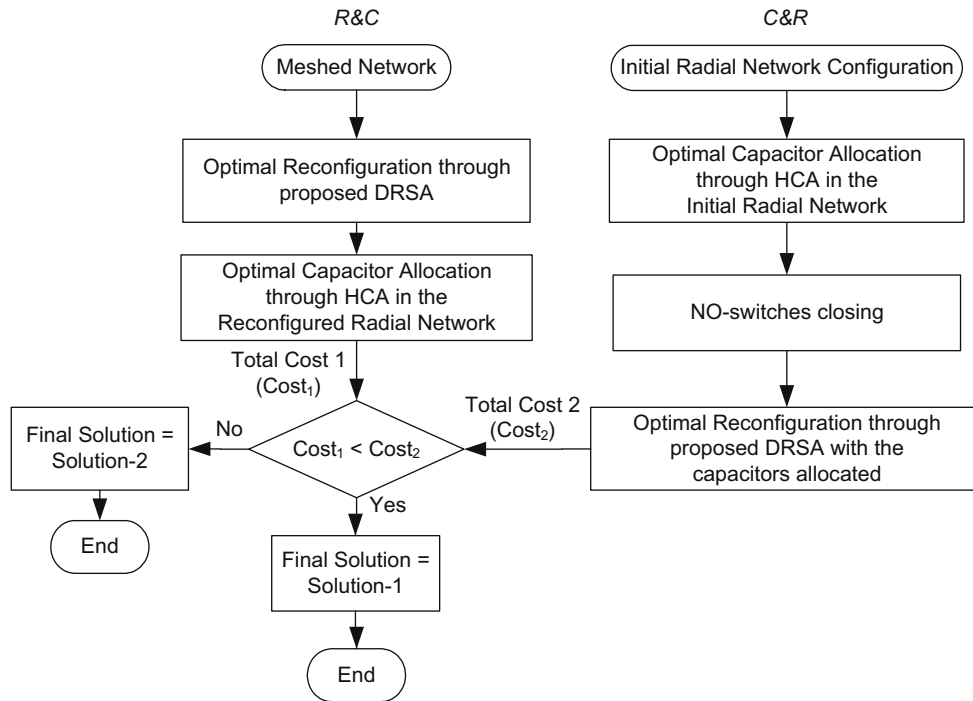 R&C
C&R
Meshed Network
Initial Radial Network Configuration
Optimal Reconfiguration through
proposed DRSA
Optimal Capacitor Allocation
through HCA in the
Initial Radial Network
Optimal Capacitor Allocation
through HCA in the
Reconfigured Radial Network
NO-switches closing
Total Cost 1
(Cost₁)
Total Cost 2
(Cost₂)
Optimal Reconfiguration through
proposed DRSA with the
capacitors allocated
Cost₁ < Cost₂
No
Final Solution =
Solution-2
Yes
End
Final Solution =
Solution-1
End